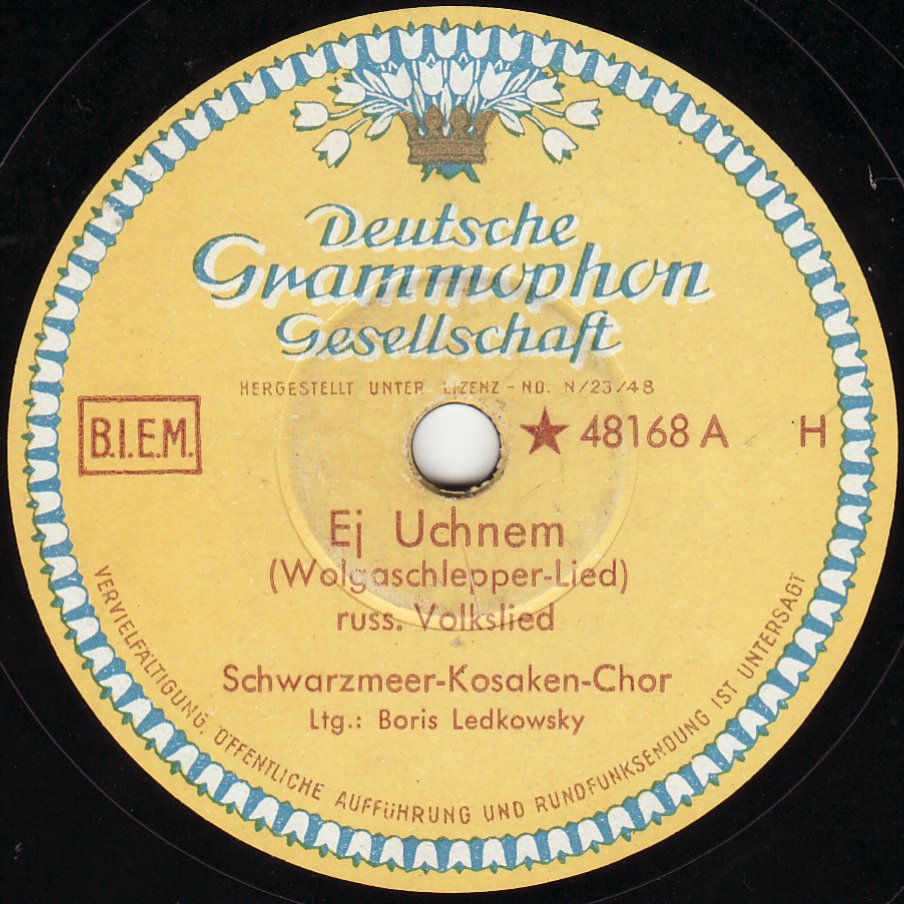 Deutsche
Grammophon
Gesellschaft
HERGESTELLT UNTER LIZENZ-NO. N/23/48
B.I.E.M.
★ 48168 A H
Ej Uchnem
(Wolgaschlepper-Lied)
russ. Volkslied
Schwarzmeer-Kosaken-Chor
Ltg.: Boris Ledkowsky
VERVIELFÄLTIGUNG, ÖFFENTLICHE AUFFÜHRUNG UND RUNDFUNKSENDUNG IST UNTERSAGT